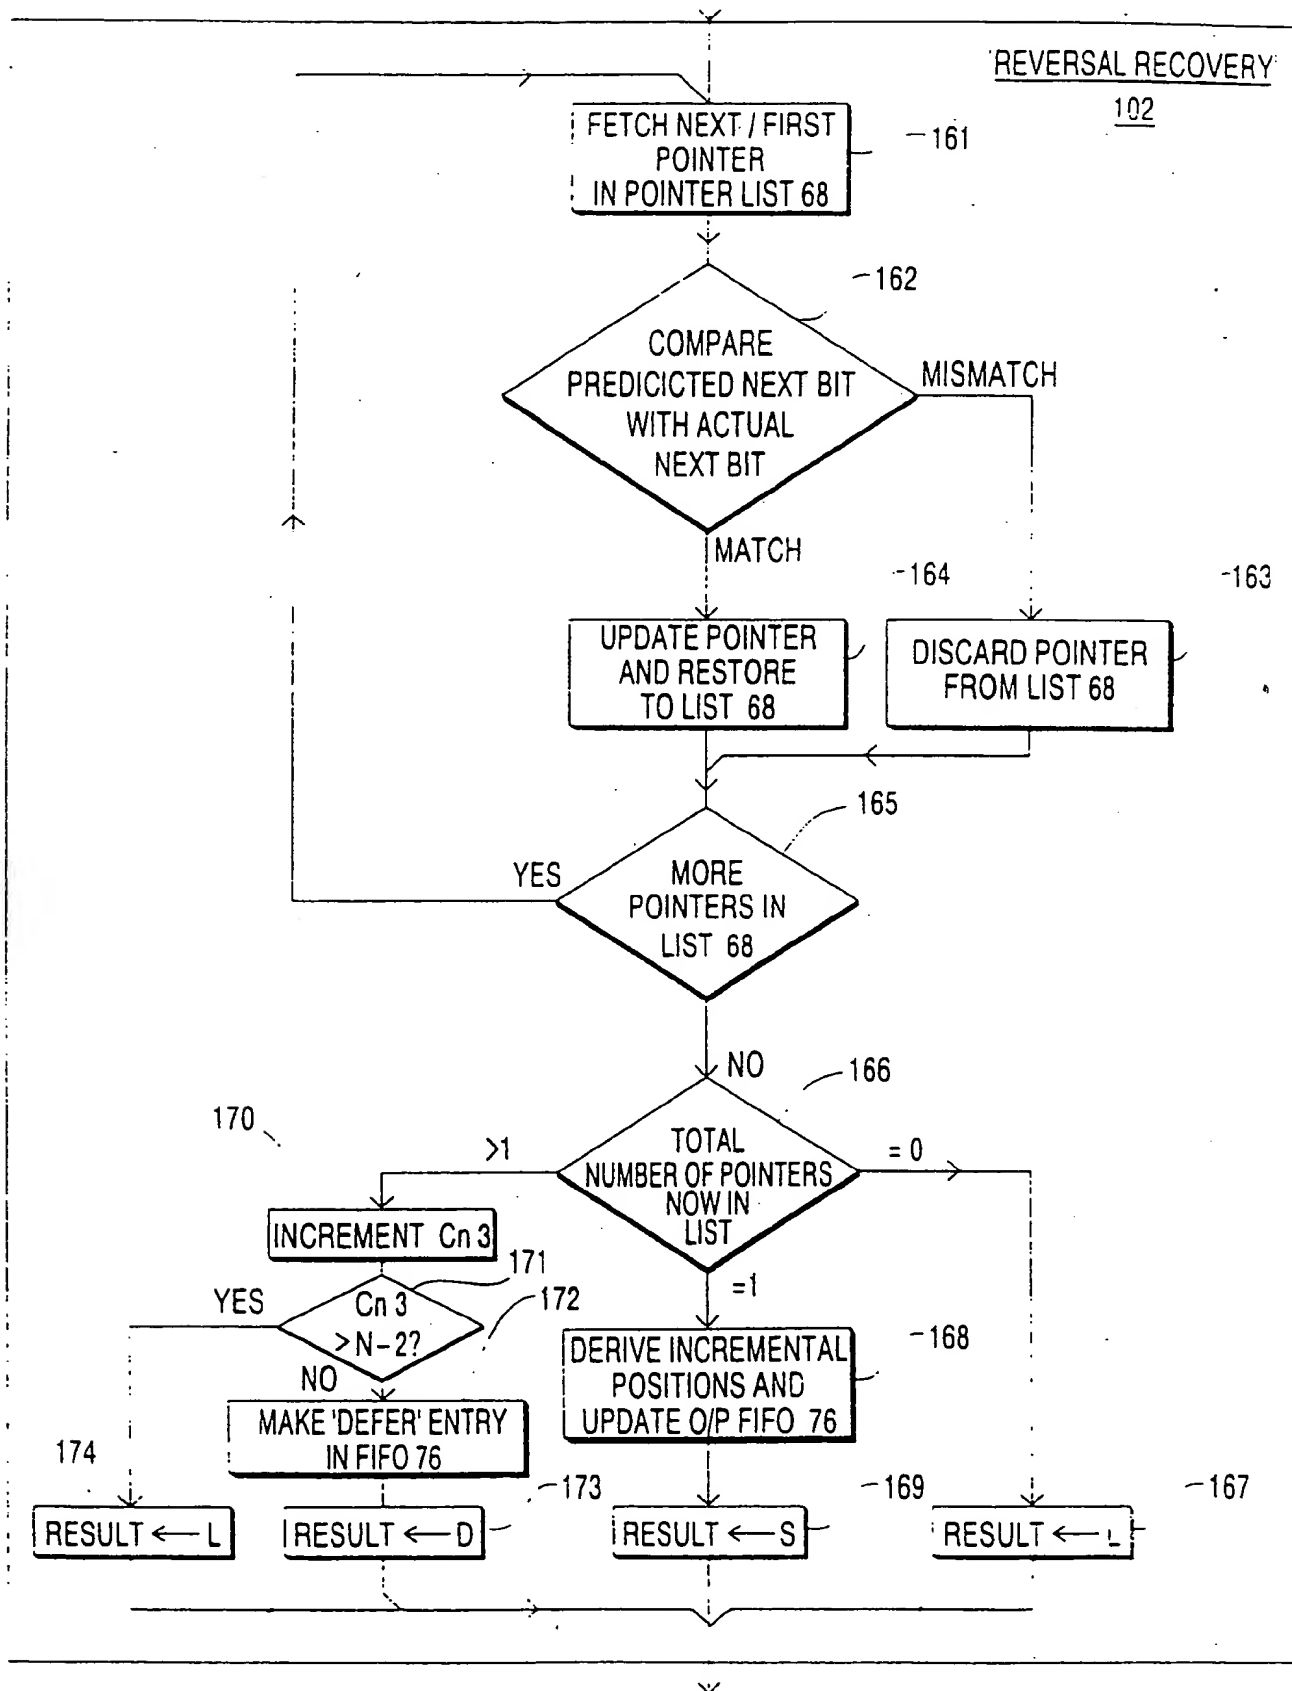 REVERSAL RECOVERY
102
FETCH NEXT / FIRST
POINTER
IN POINTER LIST 68
161
162
COMPARE
PREDICICTED NEXT BIT
WITH ACTUAL
NEXT BIT
MISMATCH
MATCH
164
163
UPDATE POINTER
AND RESTORE
TO LIST 68
DISCARD POINTER
FROM LIST 68
165
YES
MORE
POINTERS IN
LIST 68
NO
166
170
>1
TOTAL
NUMBER OF POINTERS
NOW IN
LIST
= 0
INCREMENT Cn 3
171
=1
YES
Cn 3
> N-2?
172
NO
168
DERIVE INCREMENTAL
POSITIONS AND
UPDATE O/P FIFO 76
MAKE 'DEFER' ENTRY
IN FIFO 76
174
173
169
167
RESULT ← L
RESULT ← D
RESULT ← S
RESULT ← L